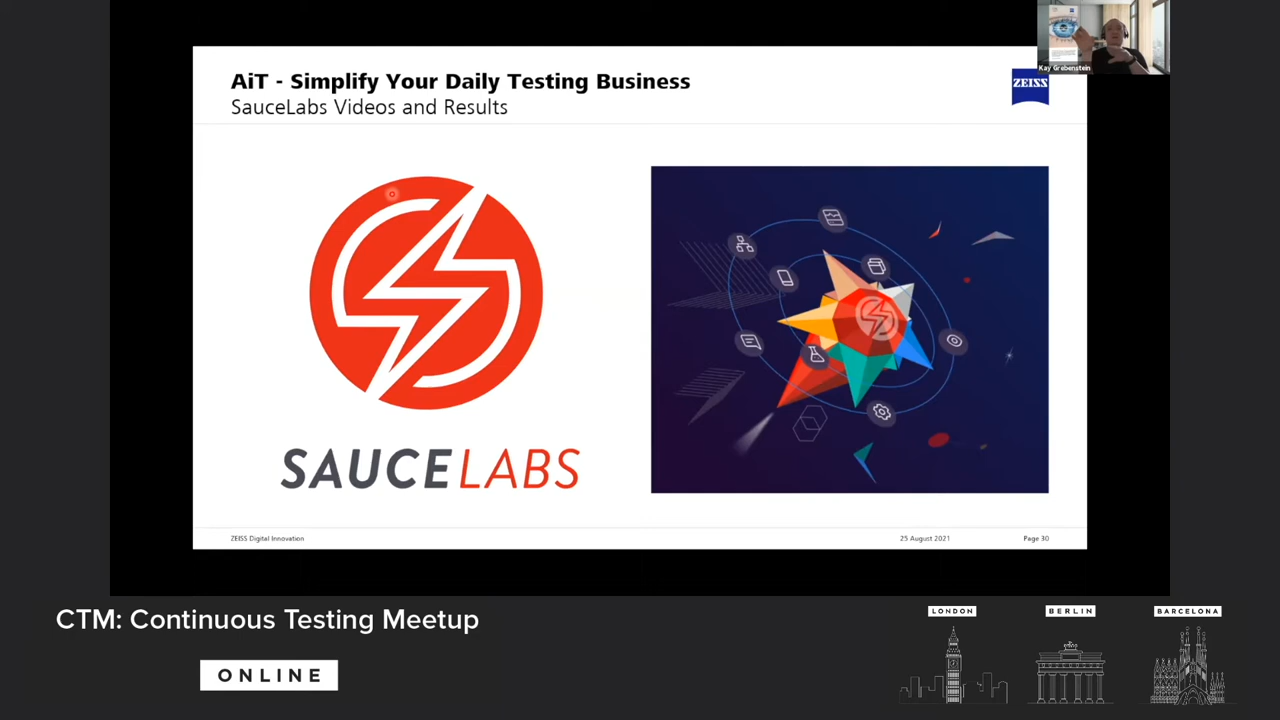 AiT - Simplify Your Daily Testing Business
SauceLabs Videos and Results
ZEISS
Kay Grabenstein
SAUCELABS
ZEISS Digital Innovation
25 August 2021
Page 30
CTM: Continuous Testing Meetup
ONLINE
LONDON
BERLIN
BARCELONA